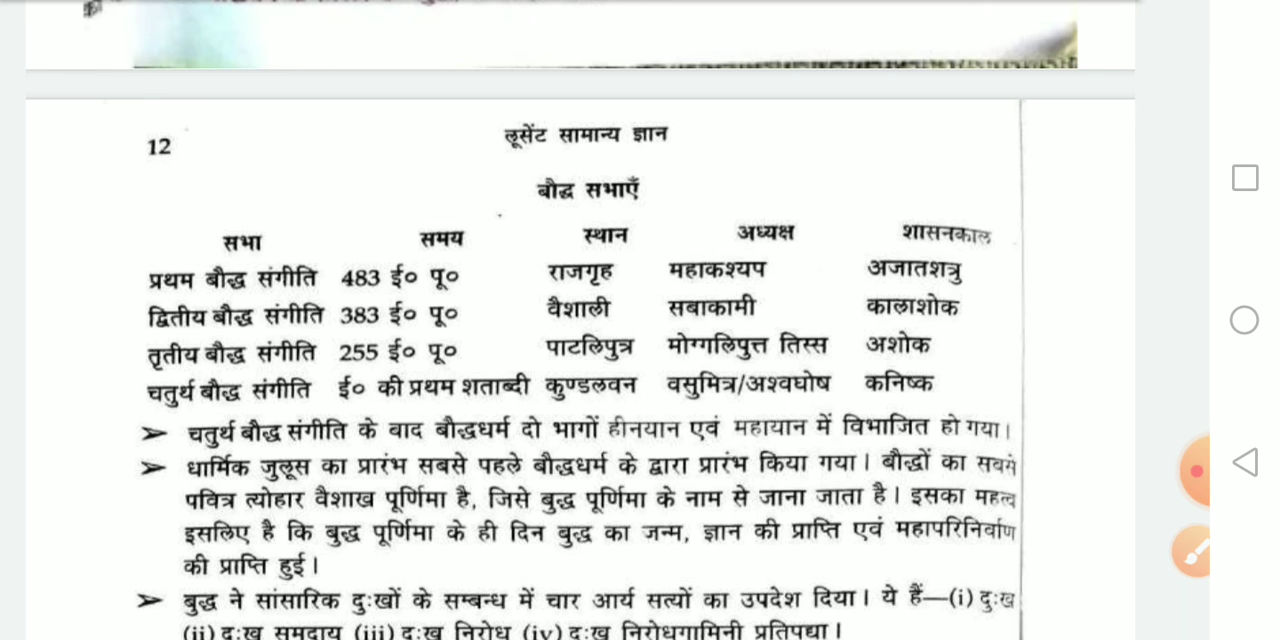 12
लूसेंट सामान्य ज्ञान
बौद्ध सभाएँ
सभा समय स्थान अध्यक्ष शासनकाल
प्रथम बौद्ध संगीति 483 ई० पू० राजगृह महाकश्यप अजातशत्रु
द्वितीय बौद्ध संगीति 383 ई० पू० वैशाली सबाकामी कालाशोक
तृतीय बौद्ध संगीति 255 ई० पू० पाटलिपुत्र मोग्गलिपुत्त तिस्स अशोक
चतुर्थ बौद्ध संगीति ई० की प्रथम शताब्दी कुण्डलवन वसुमित्र/अश्वघोष कनिष्क
➢ चतुर्थ बौद्ध संगीति के बाद बौद्धधर्म दो भागों हीनयान एवं महायान में विभाजित हो गया।
➢ धार्मिक जुलूस का प्रारंभ सबसे पहले बौद्धधर्म के द्वारा प्रारंभ किया गया। बौद्धों का सबसे
पवित्र त्योहार वैशाख पूर्णिमा है, जिसे बुद्ध पूर्णिमा के नाम से जाना जाता है। इसका महत्व
इसलिए है कि बुद्ध पूर्णिमा के ही दिन बुद्ध का जन्म, ज्ञान की प्राप्ति एवं महापरिनिर्वाण
की प्राप्ति हुई।
➢ बुद्ध ने सांसारिक दुःखों के सम्बन्ध में चार आर्य सत्यों का उपदेश दिया। ये हैं—(i) दुःख
(ii) दुःख समुदाय (iii) दुःख निरोध (iv) दुःख निरोधगामिनी प्रतिपद्या।